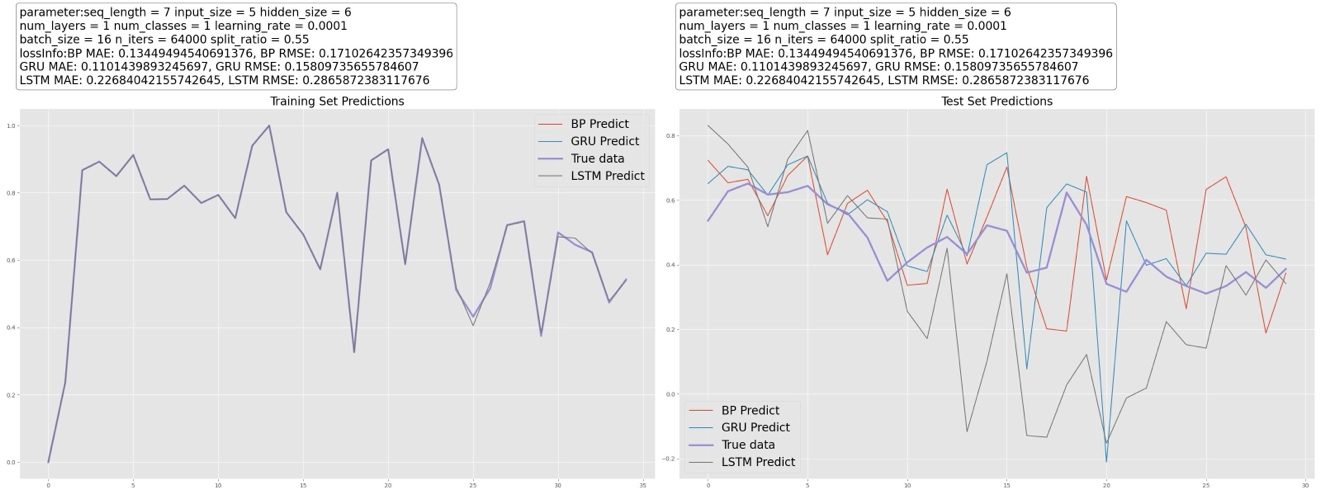 parameter:seq_length = 7 input_size = 5 hidden_size = 6
num_layers = 1 num_classes = 1 learning_rate = 0.0001
batch_size = 16 n_iters = 64000 split_ratio = 0.55
lossInfo:BP MAE: 0.13449494540691376, BP RMSE: 0.17102642357349396
GRU MAE: 0.1101439893245697, GRU RMSE: 0.15809735655784607
LSTM MAE: 0.22684042155742645, LSTM RMSE: 0.2865872383117676
Training Set Predictions
1.0
0.8
0.6
0.4
0.2
0.0
BP Predict
GRU Predict
True data
LSTM Predict
0 5 10 15 20 25 30 35
parameter:seq_length = 7 input_size = 5 hidden_size = 6
num_layers = 1 num_classes = 1 learning_rate = 0.0001
batch_size = 16 n_iters = 64000 split_ratio = 0.55
lossInfo:BP MAE: 0.13449494540691376, BP RMSE: 0.17102642357349396
GRU MAE: 0.1101439893245697, GRU RMSE: 0.15809735655784607
LSTM MAE: 0.22684042155742645, LSTM RMSE: 0.2865872383117676
Test Set Predictions
0.8
0.6
0.4
0.2
0.0
−0.2
BP Predict
GRU Predict
True data
LSTM Predict
0 5 10 15 20 25 30